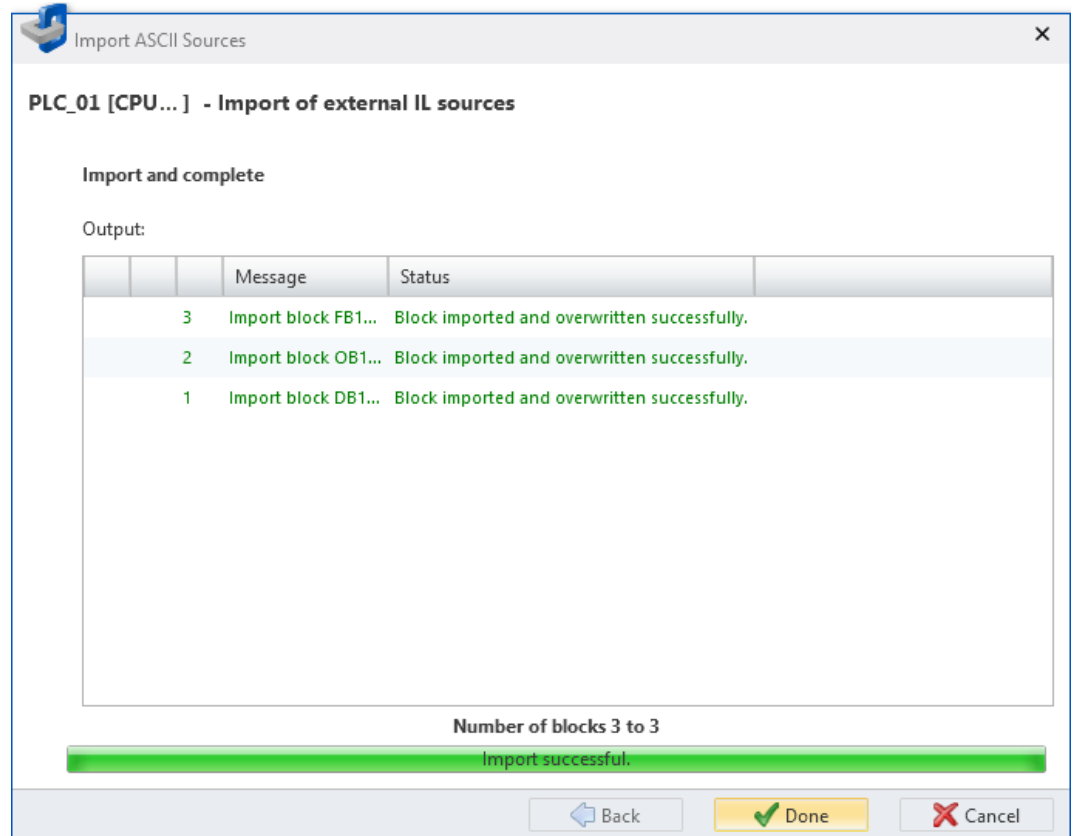 Import ASCII Sources
PLC_01 [CPU... ] - Import of external IL sources
Import and complete
Output:
Message Status
3 Import block FB1... Block imported and overwritten successfully.
2 Import block OB1... Block imported and overwritten successfully.
1 Import block DB1... Block imported and overwritten successfully.
Number of blocks 3 to 3
Import successful.
Back Done Cancel